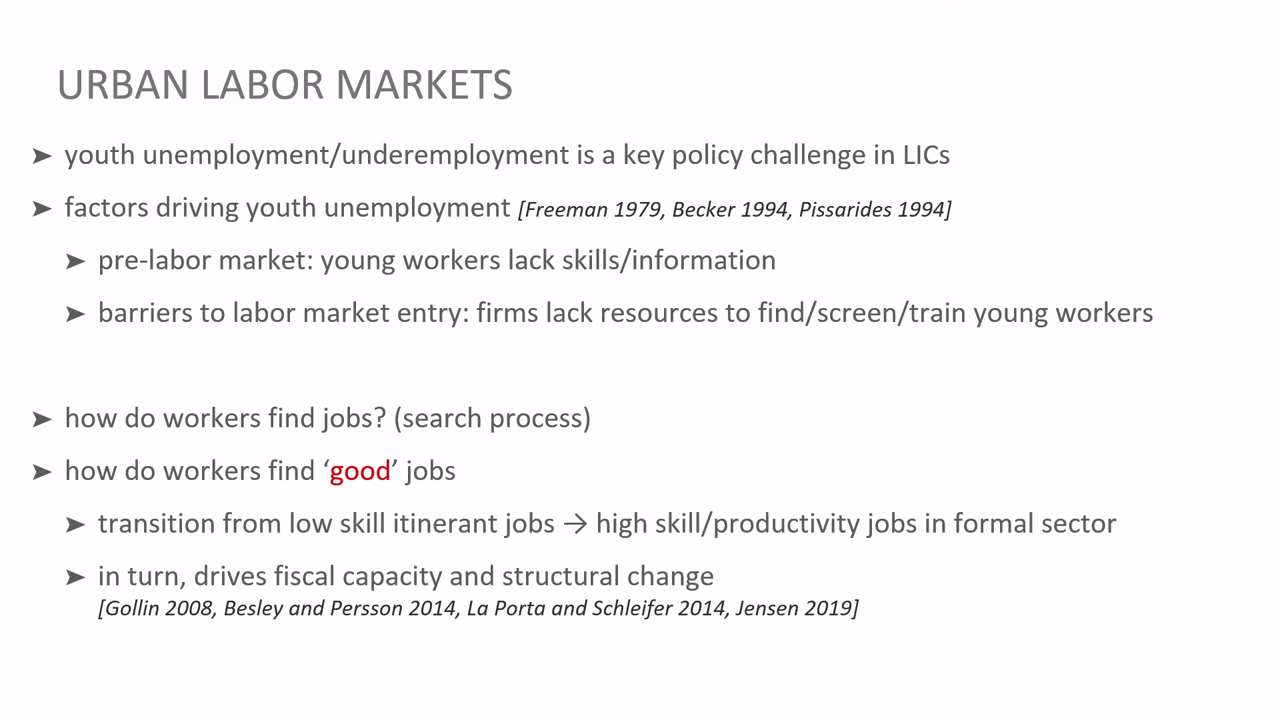 URBAN LABOR MARKETS
➤ youth unemployment/underemployment is a key policy challenge in LICs
➤ factors driving youth unemployment [Freeman 1979, Becker 1994, Pissarides 1994]
➤ pre-labor market: young workers lack skills/information
➤ barriers to labor market entry: firms lack resources to find/screen/train young workers
➤ how do workers find jobs? (search process)
➤ how do workers find ‘good’ jobs
➤ transition from low skill itinerant jobs → high skill/productivity jobs in formal sector
➤ in turn, drives fiscal capacity and structural change
[Gollin 2008, Besley and Persson 2014, La Porta and Schleifer 2014, Jensen 2019]